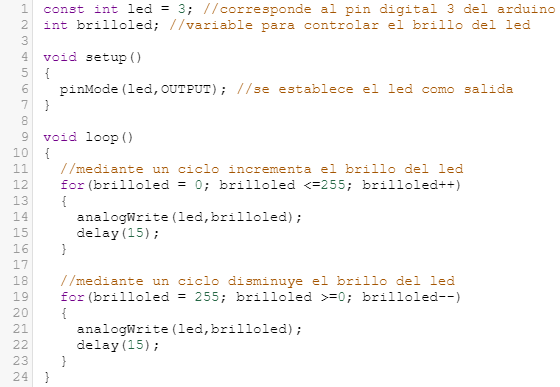 1 const int led = 3; //corresponde al pin digital 3 del arduino
2 int brilloled; //variable para controlar el brillo del led
3
4 void setup()
5 {
6   pinMode(led,OUTPUT); //se establece el led como salida
7 }
8
9 void loop()
10 {
11   //mediante un ciclo incrementa el brillo del led
12   for(brilloled = 0; brilloled <=255; brilloled++)
13   {
14     analogWrite(led,brilloled);
15     delay(15);
16   }
17
18   //mediante un ciclo disminuye el brillo del led
19   for(brilloled = 255; brilloled >=0; brilloled--)
20   {
21     analogWrite(led,brilloled);
22     delay(15);
23   }
24 }